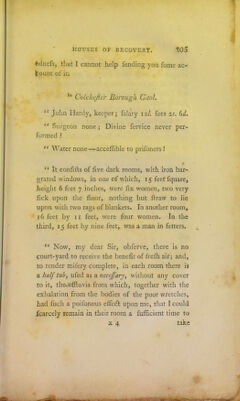 HOUSES OF RECOVERY. 205
ednefs, that I cannot help ſending you ſome ac-
count of it:
" Colcheſter Borough Gaol.
" John Hardy, keeper; ſalary 12l. fees 2s. 6d.
" Surgeon none; Divine ſervice never per-
formed!
" Water none—acceſſible to priſoners!
" It conſiſts of five dark rooms, with iron bar-
grated windows, in one of which, 15 feet ſquare,
height 6 feet 7 inches, were ſix women, two very
ſick upon the floor, nothing but ſtraw to lie
upon with two rags of blankets. In another room,
16 feet by 11 feet, were four women. In the
third, 15 feet by nine feet, was a man in fetters.
" Now, my dear Sir, obſerve, there is no
court-yard to receive the benefit of freſh air; and,
to render miſery complete, in each room there is
a half tub, uſed as a neceſſary, without any cover
to it, the effluvia from which, together with the
exhalation from the bodies of the poor wretches,
had ſuch a poiſonous effect upon me, that I could
ſcarcely remain in their room a ſufficient time to
X 4 take